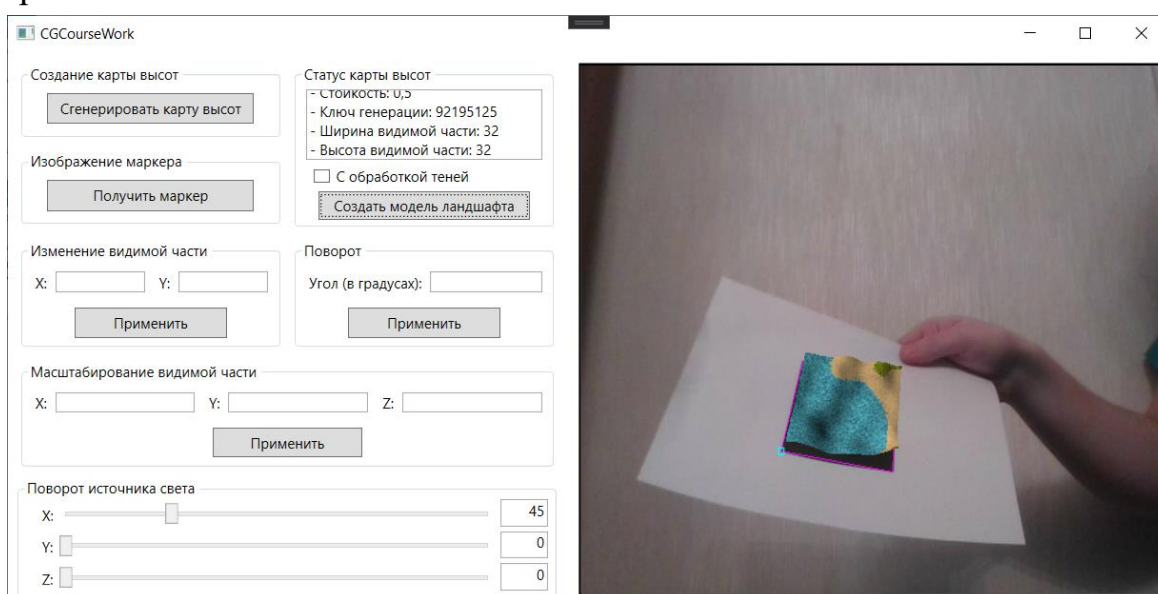 CGCourseWork
Создание карты высот
Сгенерировать карту высот
Изображение маркера
Получить маркер
Статус карты высот
- Стойкость: 0,5
- Ключ генерации: 92195125
- Ширина видимой части: 32
- Высота видимой части: 32
С обработкой теней
Создать модель ландшафта
Изменение видимой части
X: Y:
Применить
Поворот
Угол (в градусах):
Применить
Масштабирование видимой части
X: Y: Z:
Применить
Поворот источника света
X: 45
Y: 0
Z: 0